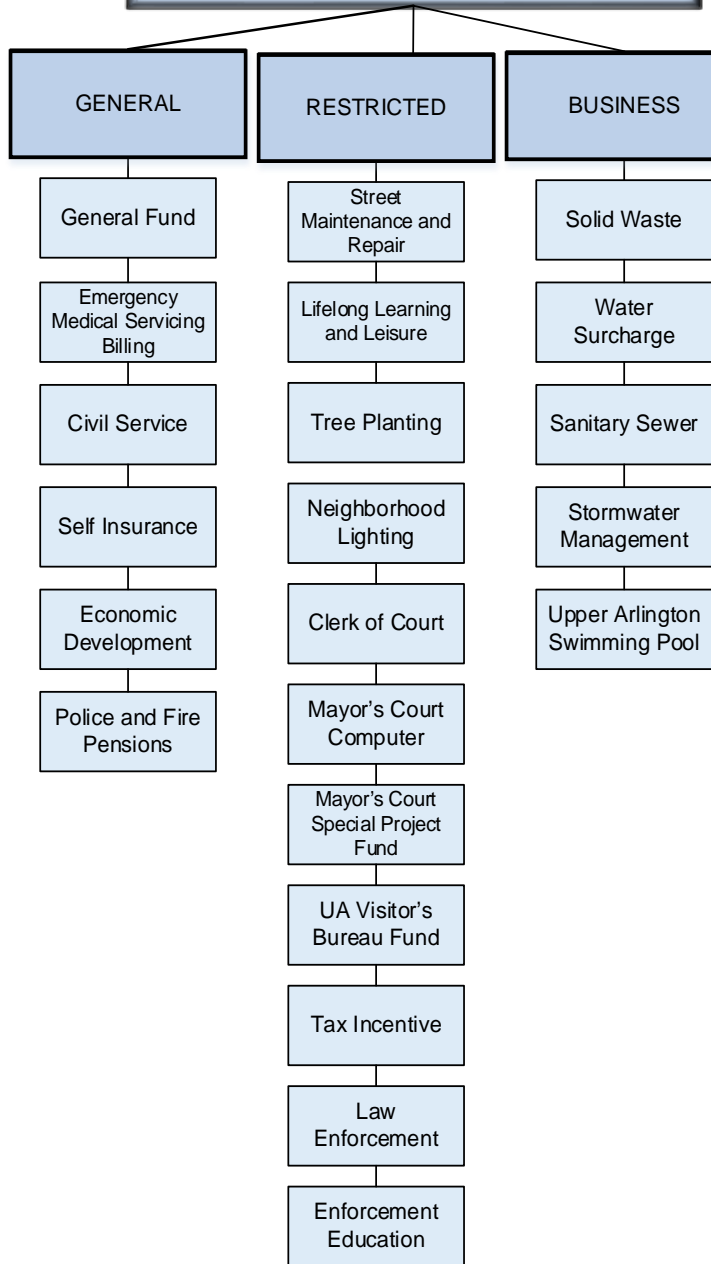 GENERAL
General Fund
Emergency
Medical Servicing
Billing
Civil Service
Self Insurance
Economic
Development
Police and Fire
Pensions
RESTRICTED
Street
Maintenance and
Repair
Lifelong Learning
and Leisure
Tree Planting
Neighborhood
Lighting
Clerk of Court
Mayor's Court
Computer
Mayor's Court
Special Project
Fund
UA Visitor's
Bureau Fund
Tax Incentive
Law
Enforcement
Enforcement
Education
BUSINESS
Solid Waste
Water
Surcharge
Sanitary Sewer
Stormwater
Management
Upper Arlington
Swimming Pool